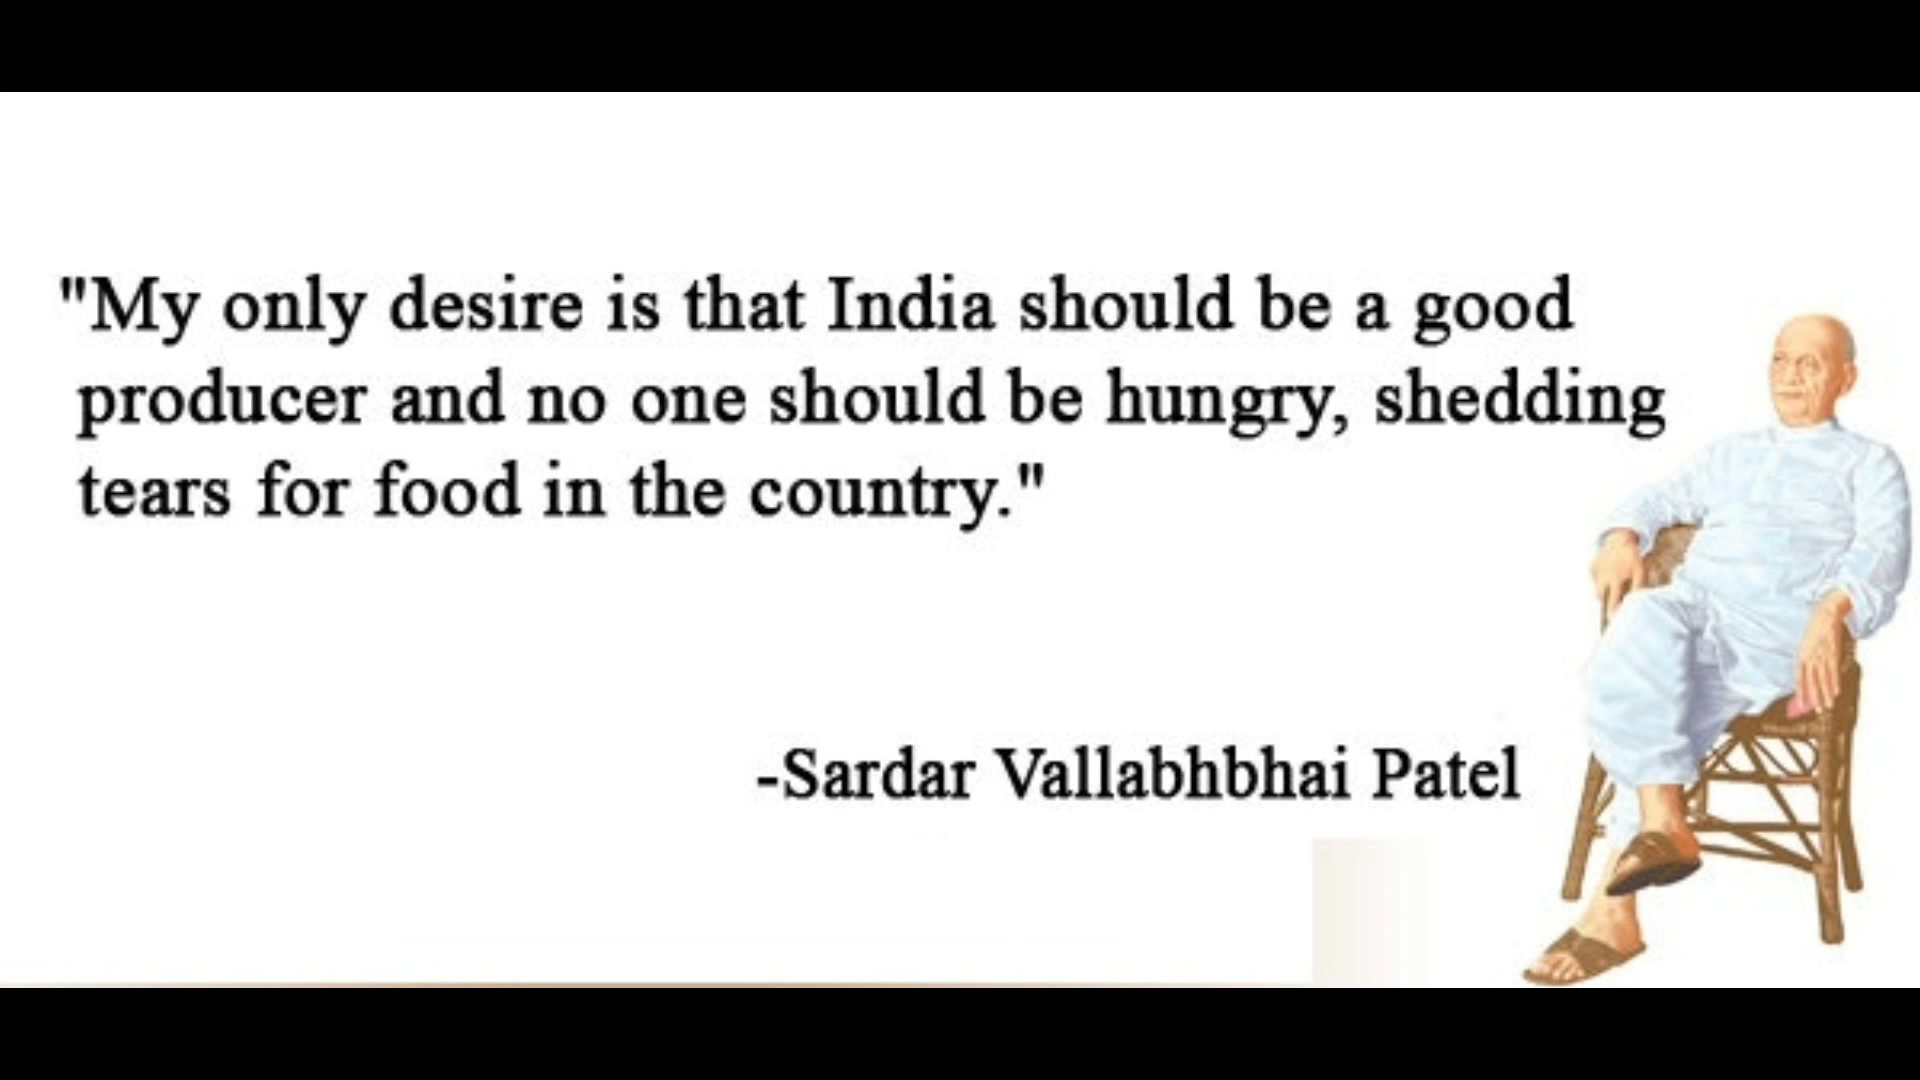 "My only desire is that India should be a good
producer and no one should be hungry, shedding
tears for food in the country."
-Sardar Vallabhbhai Patel